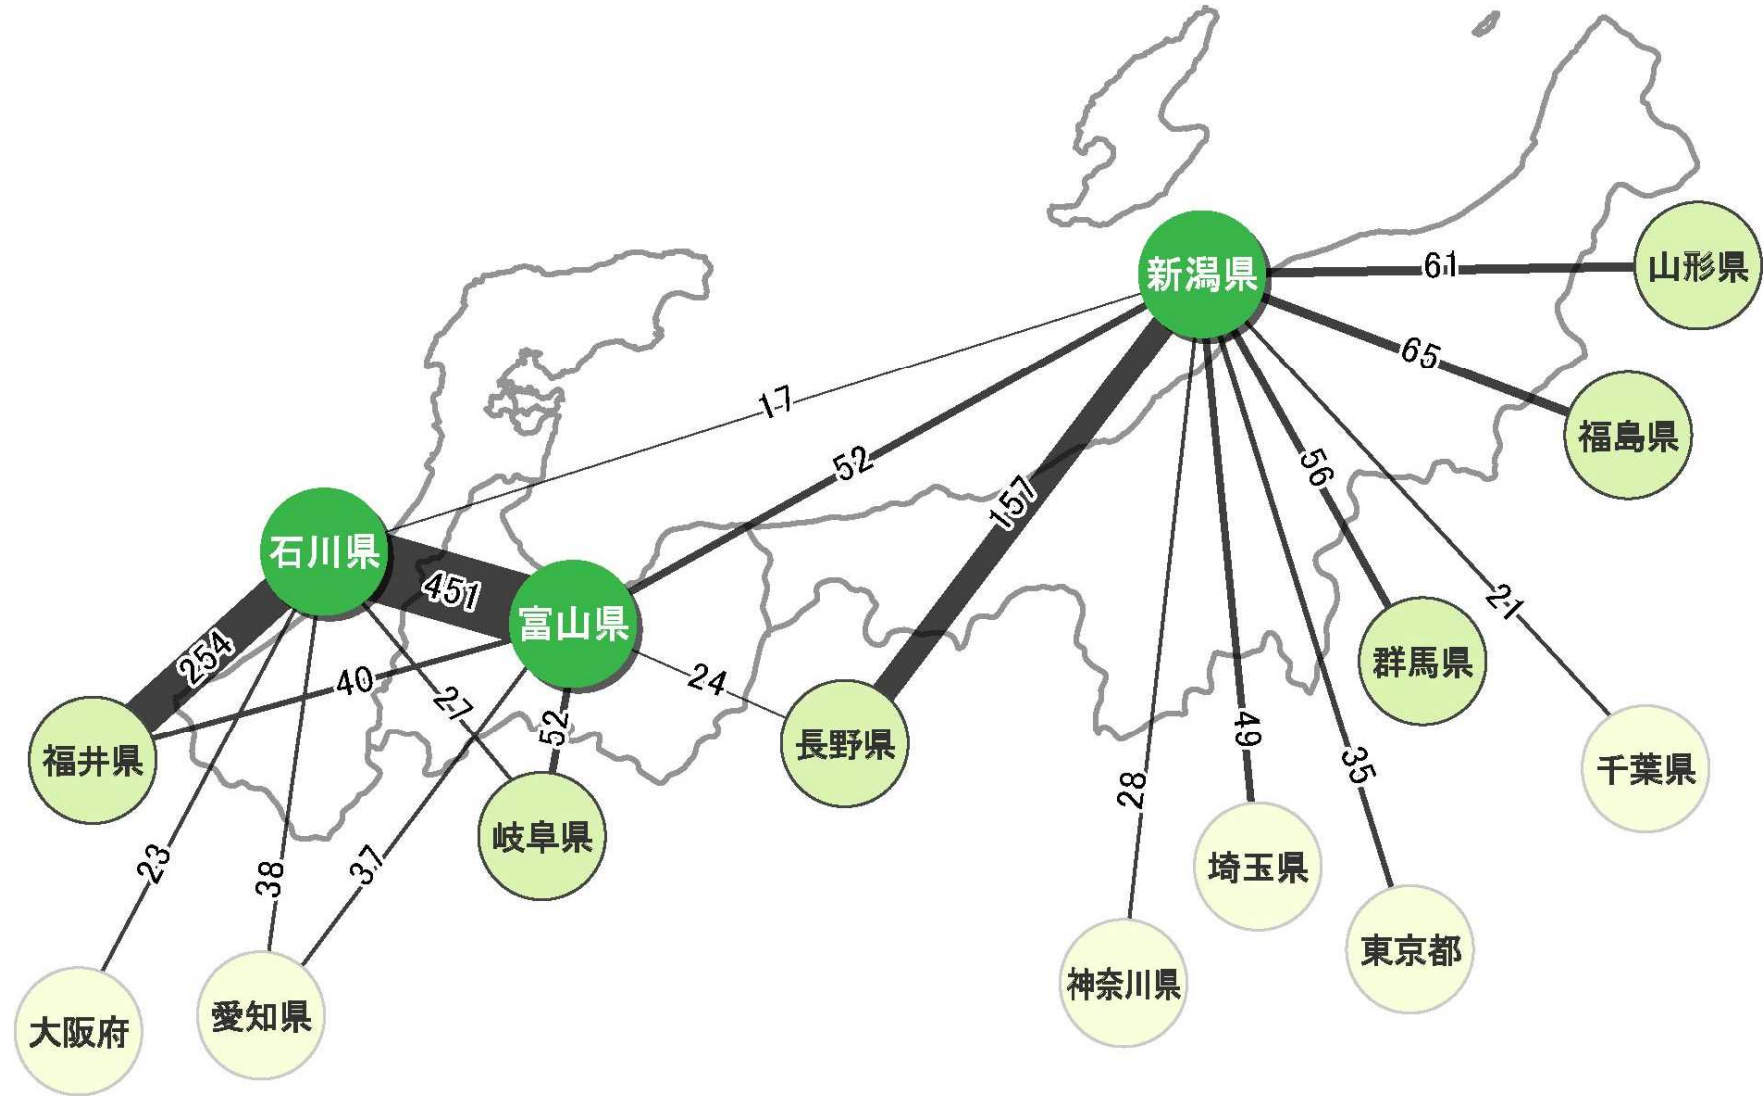 新潟県
山形県
61
65
福島県
17
52
157
56
石川県
451
富山県
21
254
40
27
24
52
群馬県
福井県
長野県
49
35
千葉県
28
岐阜県
23
38
37
埼玉県
東京都
神奈川県
大阪府
愛知県